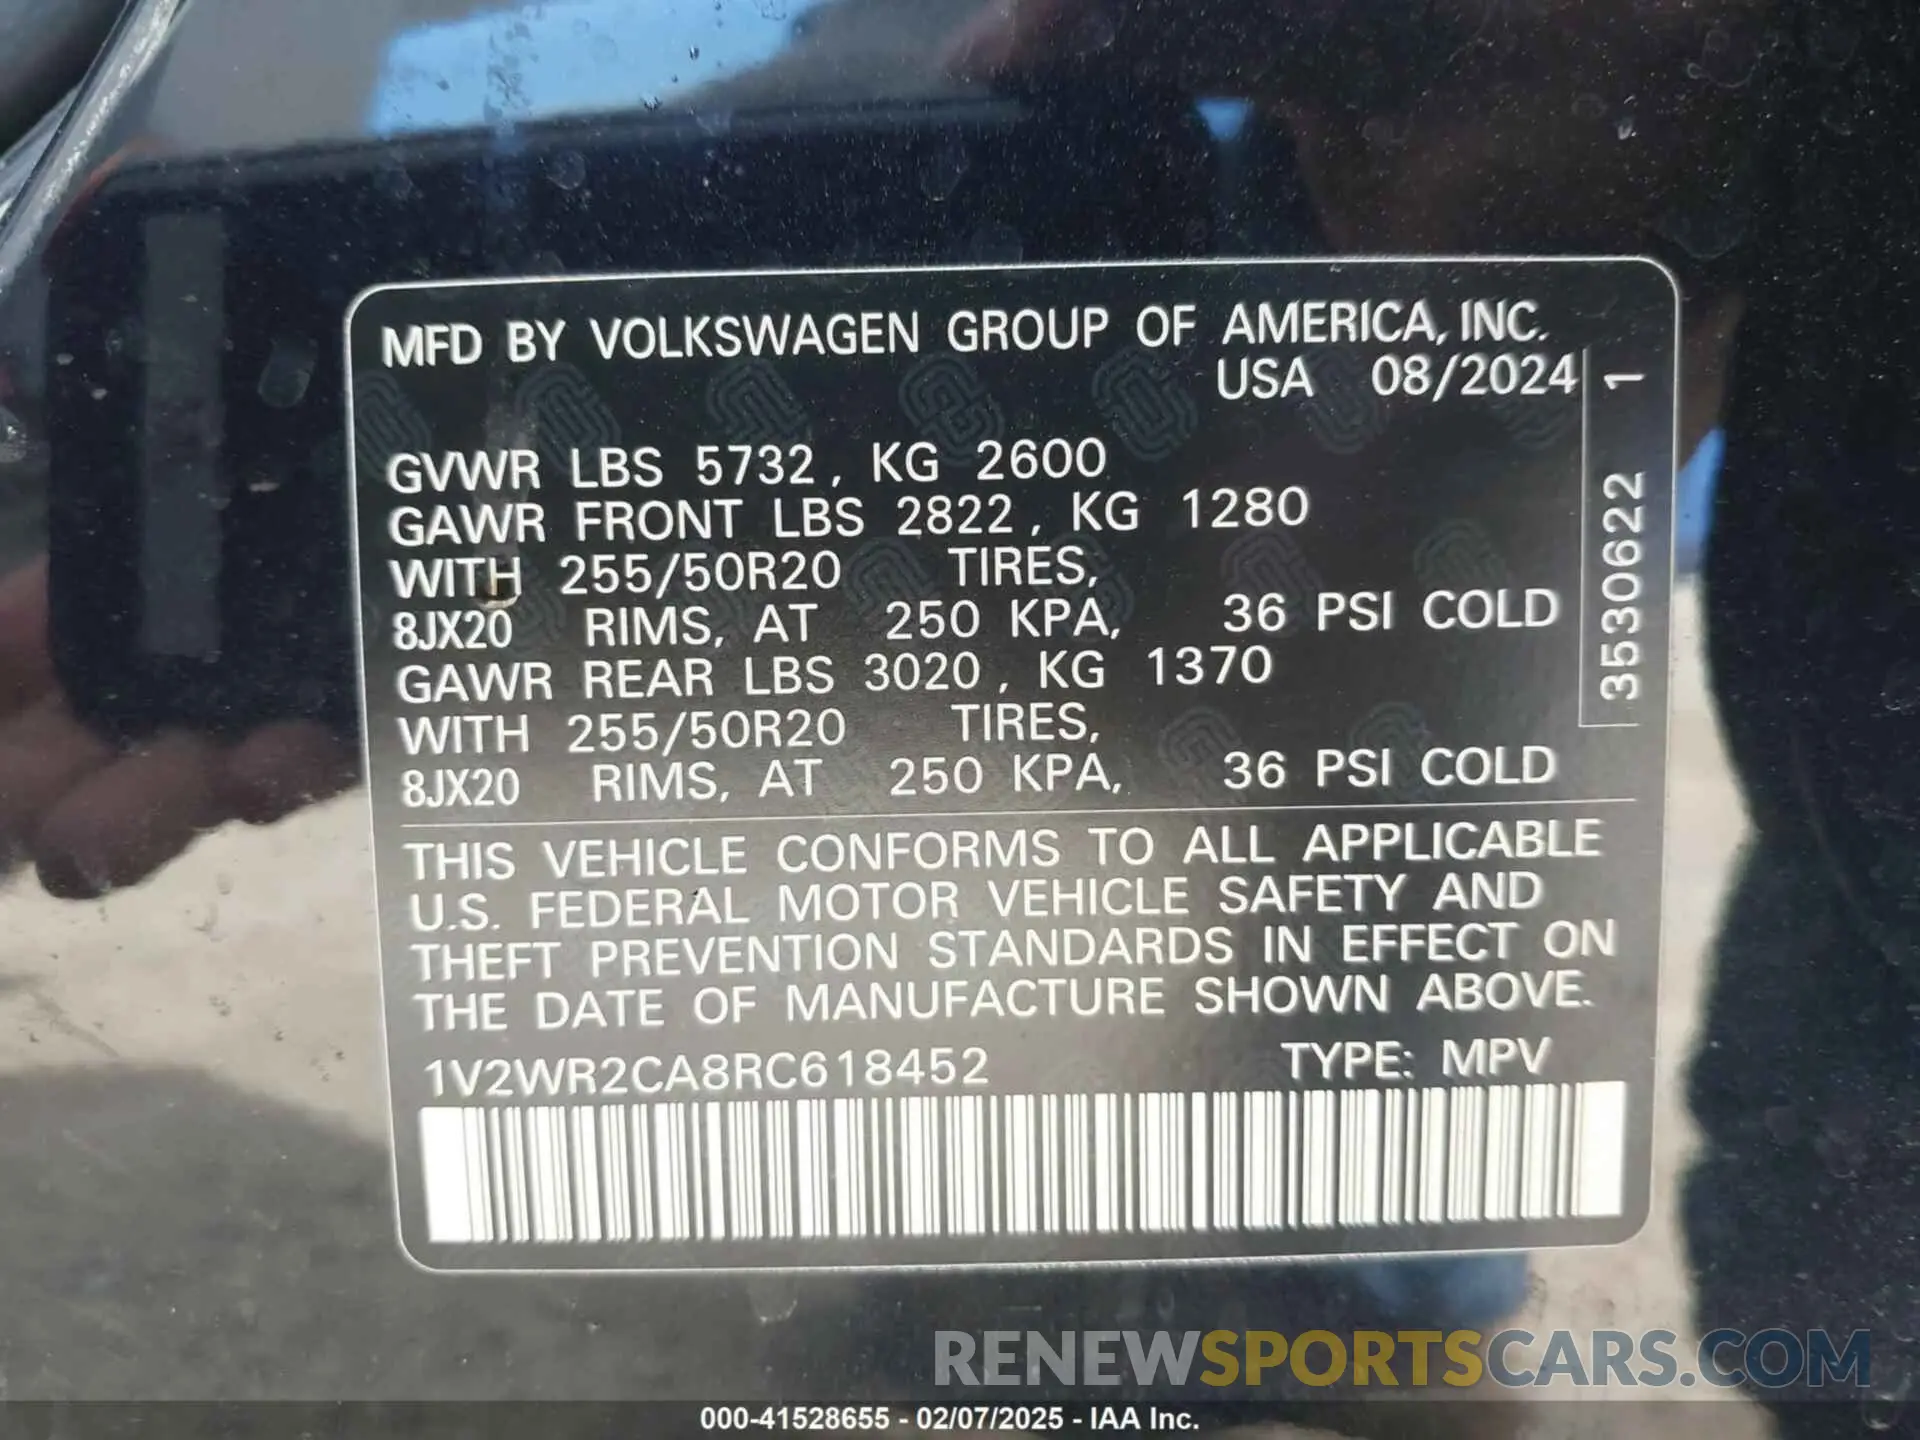 MFD BY VOLKSWAGEN GROUP OF AMERICA, INC.
USA 08/2024
GVWR LBS 5732, KG 2600
GAWR FRONT LBS 2822, KG 1280
WITH 255/50R20 TIRES,
8JX20 RIMS, AT 250 KPA, 36 PSI COLD
GAWR REAR LBS 3020, KG 1370
WITH 255/50R20 TIRES,
8JX20 RIMS, AT 250 KPA, 36 PSI COLD
3530622 1
THIS VEHICLE CONFORMS TO ALL APPLICABLE
U.S. FEDERAL MOTOR VEHICLE SAFETY AND
THEFT PREVENTION STANDARDS IN EFFECT ON
THE DATE OF MANUFACTURE SHOWN ABOVE.
1V2WR2CA8RC618452 TYPE: MPV
RENEWSPORTSCARS.COM
000-41528655 - 02/07/2025 - IAA Inc.